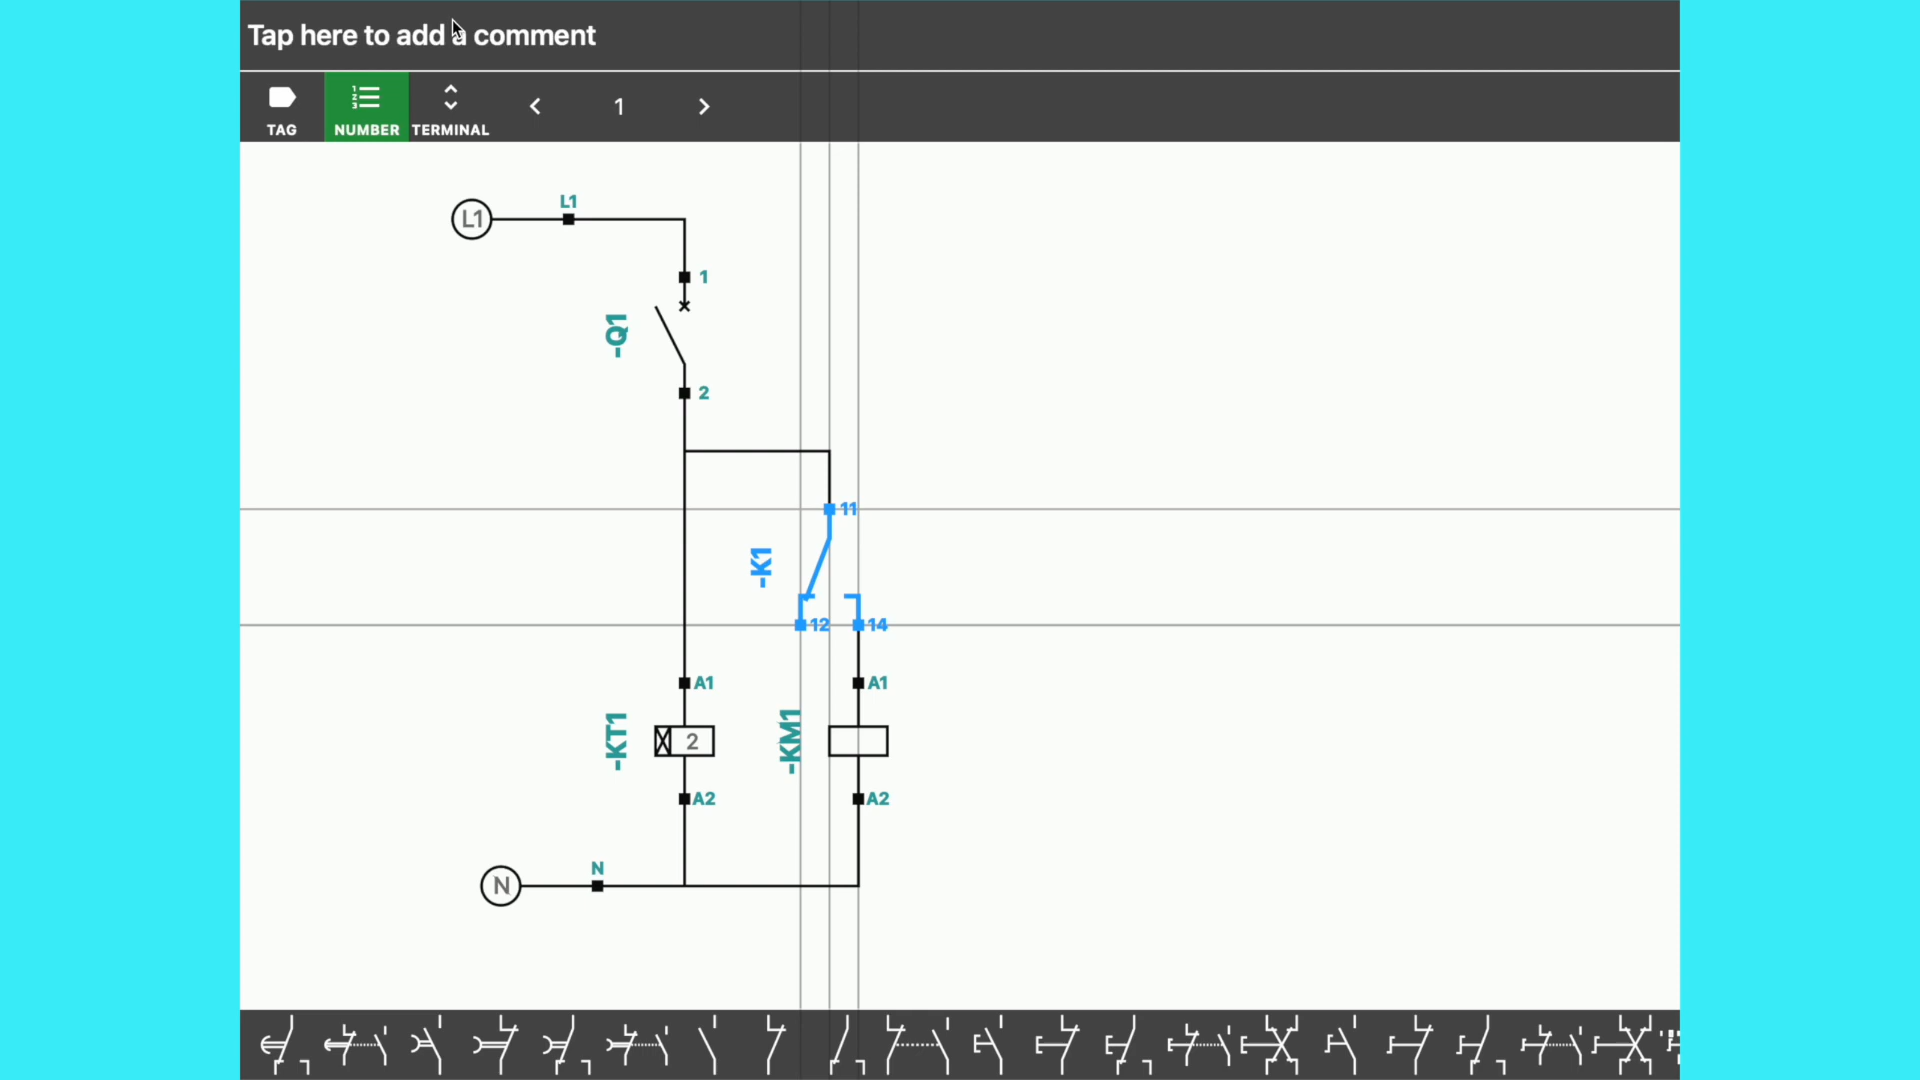 Tap here to add a comment
TAG
NUMBER
TERMINAL
1
L1
L1
1
-Q1
2
11
-K1
12
14
A1
A1
-KT1
2
-KM1
A2
A2
N
N